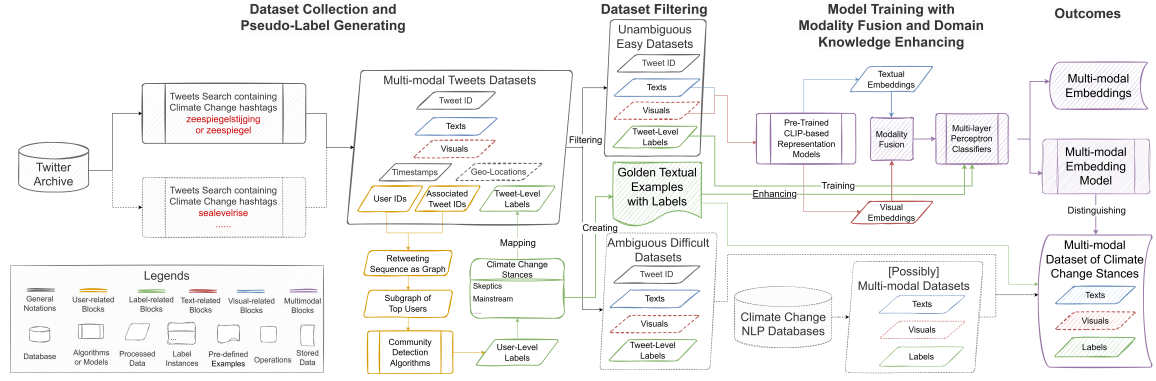 Dataset Collection and
Pseudo-Label Generating
Dataset Filtering
Model Training with
Modality Fusion and Domain
Knowledge Enhancing
Outcomes
Twitter
Archive
Tweets Search containing
Climate Change hashtags
zeespiegelstijging
or zeespiegel
Tweets Search containing
Climate Change hashtags
sealevelrise
......
Multi-modal Tweets Datasets
Tweet ID
Texts
Visuals
Timestamps
Geo-Locations
User IDs
Associated
Tweet IDs
Tweet-Level
Labels
Retweeting
Sequence as Graph
Subgraph of
Top Users
Community
Detection
Algorithms
Mapping
Climate Change
Stances
Skeptics
Mainstream
...
User-Level
Labels
Filtering
Creating
Unambiguous
Easy Datasets
Tweet ID
Texts
Visuals
Tweet-Level
Labels
Golden Textual
Examples
with Labels
Ambiguous Difficult
Datasets
Tweet ID
Texts
Visuals
Tweet-Level
Labels
Enhancing
Training
Pre-Trained
CLIP-based
Representation
Models
Textual
Embeddings
Modality
Fusion
Visual
Embeddings
Multi-layer
Perceptron
Classifiers
Climate Change
NLP Databases
[Possibly]
Multi-modal Datasets
Texts
Visuals
Labels
Multi-modal
Embeddings
Multi-modal
Embedding
Model
Distinguishing
Multi-modal
Dataset of Climate
Change Stances
Texts
Visuals
Labels
Legends
General
Notations
User-related
Blocks
Label-related
Blocks
Text-related
Blocks
Visual-related
Blocks
Multimodal
Blocks
Database
Algorithms
or Models
Processed
Data
Label
Instances
Pre-defined
Examples
Operations
Stored
Data